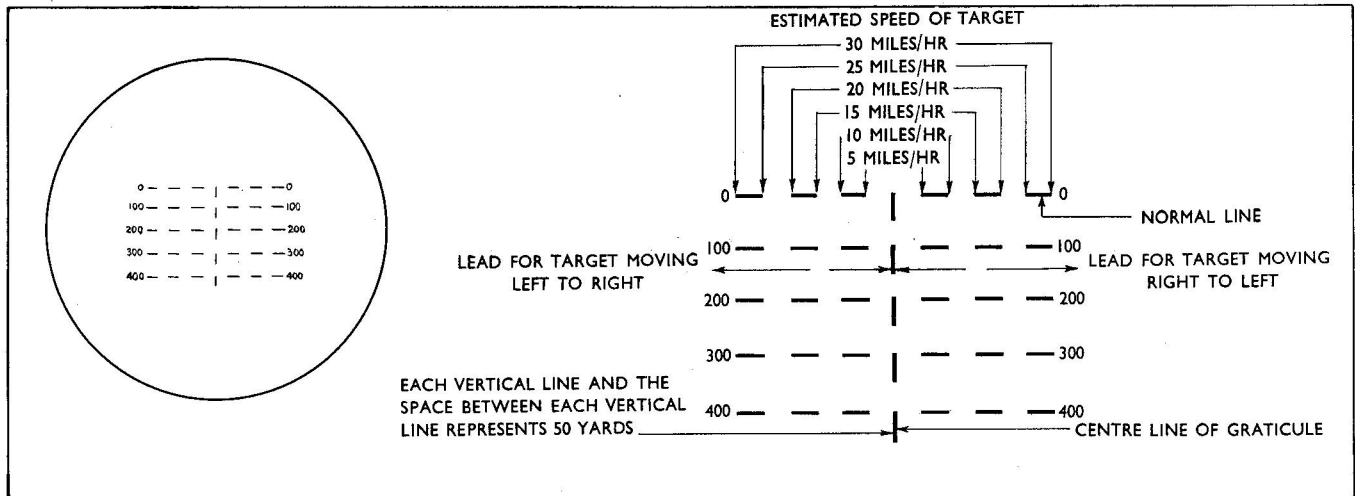 ESTIMATED SPEED OF TARGET
30 MILES/HR
25 MILES/HR
20 MILES/HR
15 MILES/HR
10 MILES/HR
5 MILES/HR
0 0
100 100
200 200
300 300
400 400
0 0
NORMAL LINE
100 100
LEAD FOR TARGET MOVING
LEFT TO RIGHT
LEAD FOR TARGET MOVING
RIGHT TO LEFT
200 200
300 300
EACH VERTICAL LINE AND THE
SPACE BETWEEN EACH VERTICAL
LINE REPRESENTS 50 YARDS
400 400
CENTRE LINE OF GRATICULE